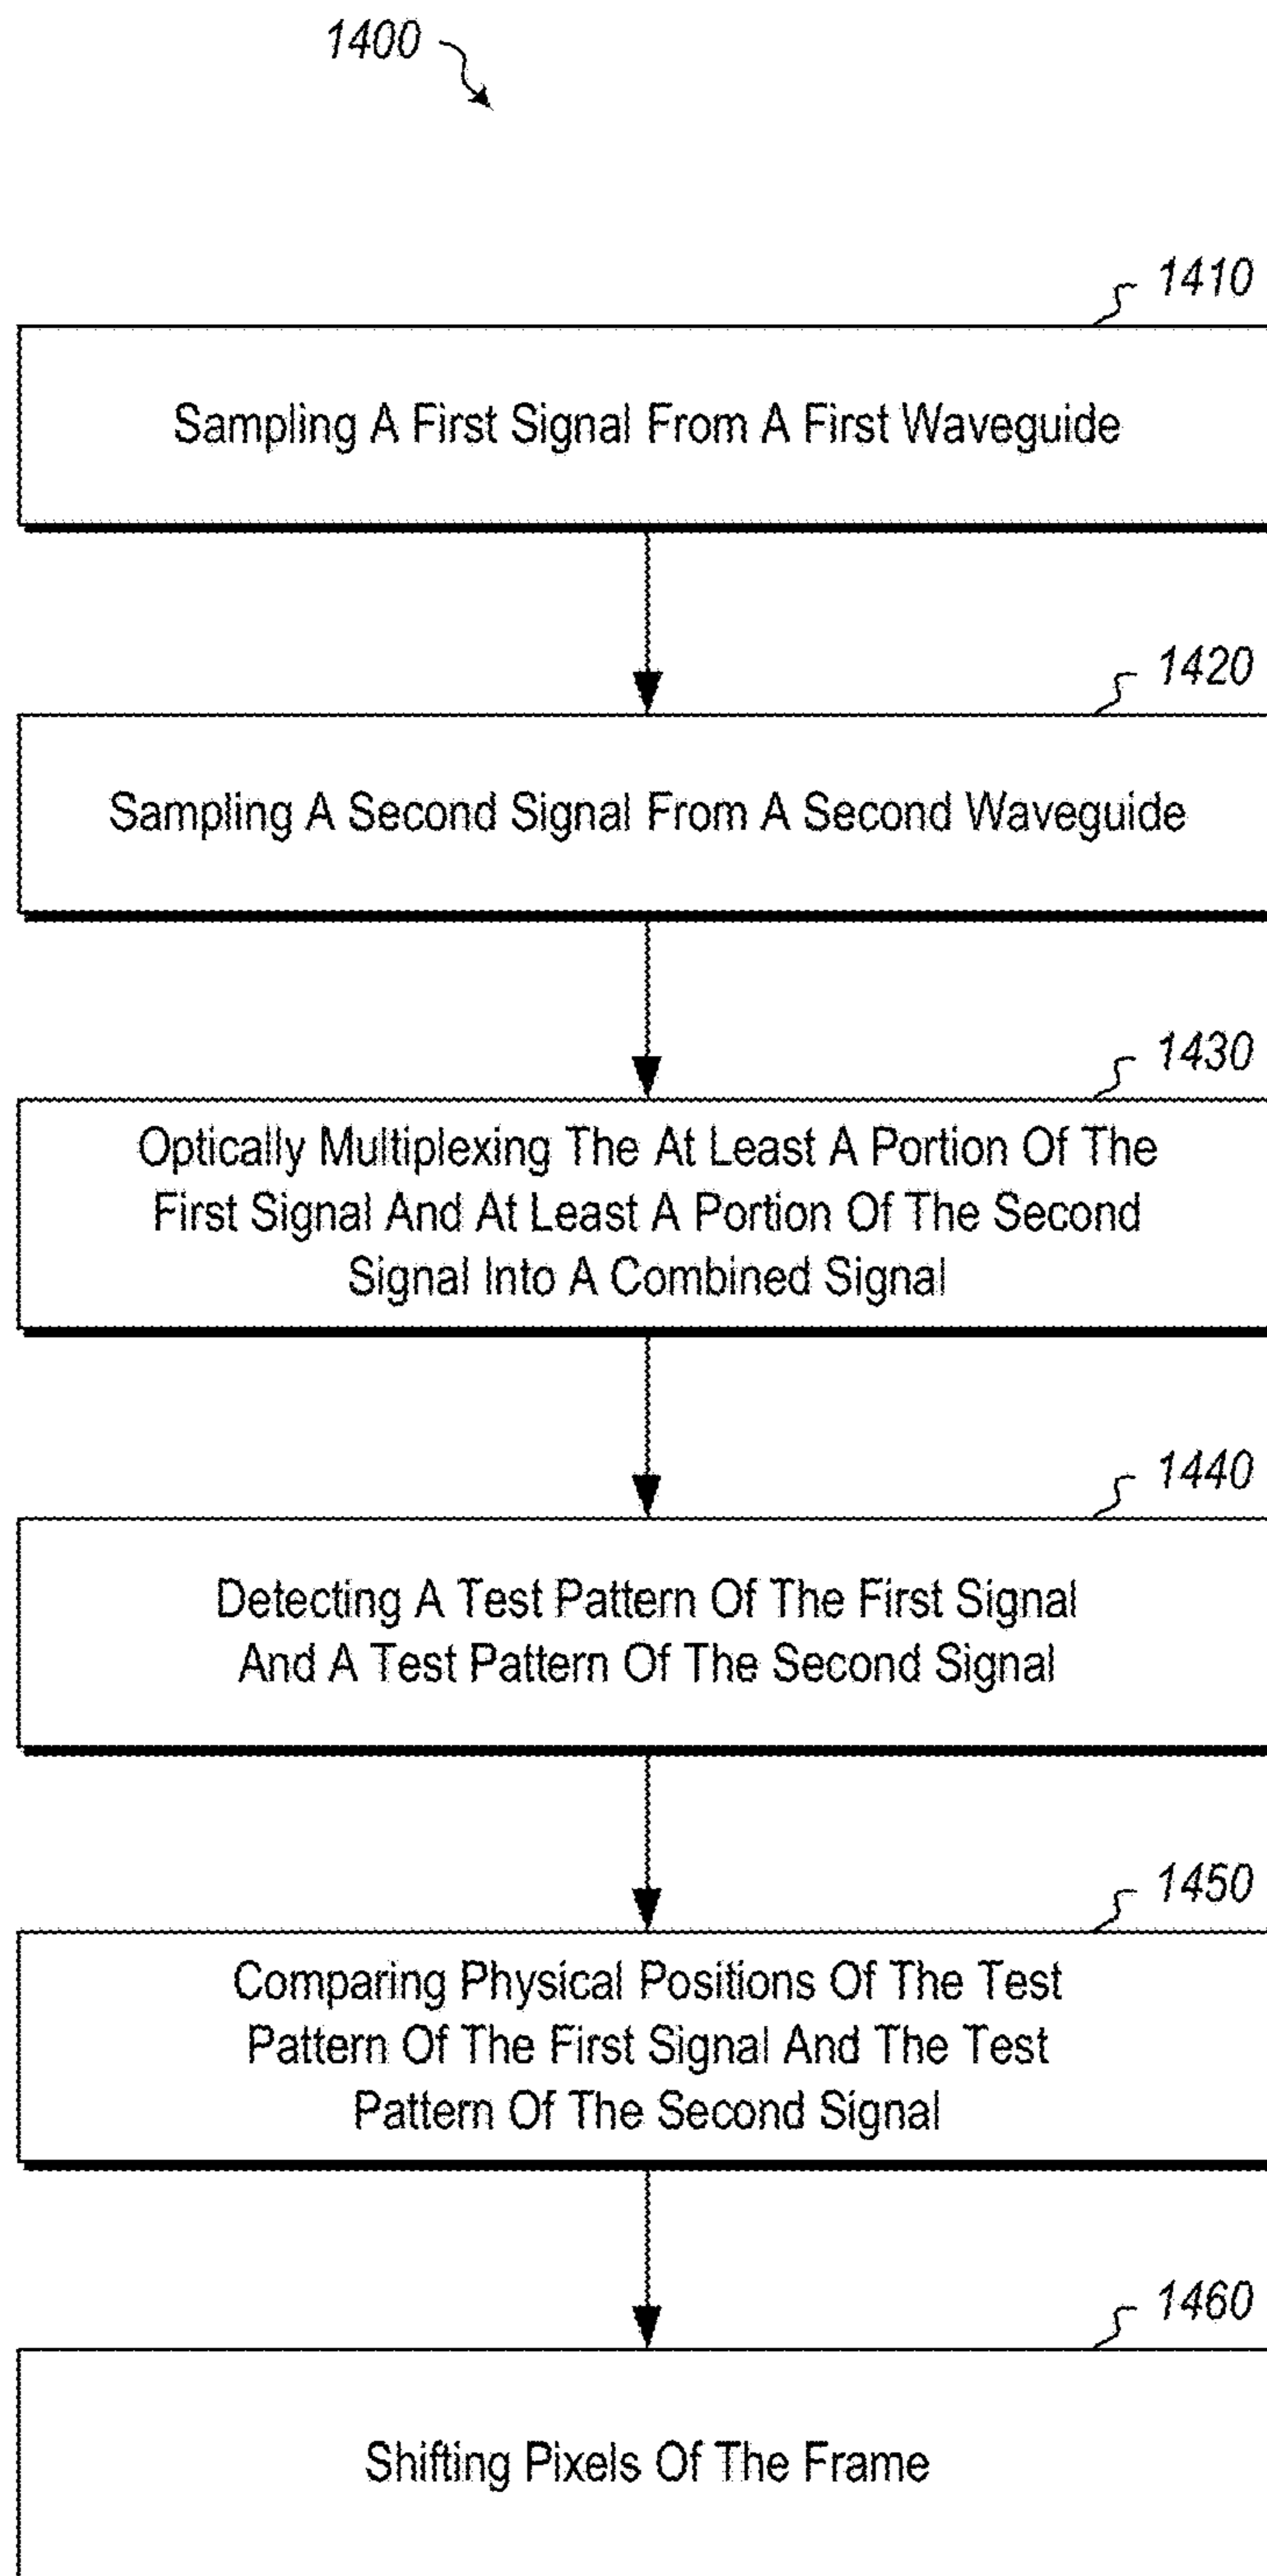 1400
1410
Sampling A First Signal From A First Waveguide
1420
Sampling A Second Signal From A Second Waveguide
1430
Optically Multiplexing The At Least A Portion Of The
First Signal And At Least A Portion Of The Second
Signal Into A Combined Signal
1440
Detecting A Test Pattern Of The First Signal
And A Test Pattern Of The Second Signal
1450
Comparing Physical Positions Of The Test
Pattern Of The First Signal And The Test
Pattern Of The Second Signal
1460
Shifting Pixels Of The Frame